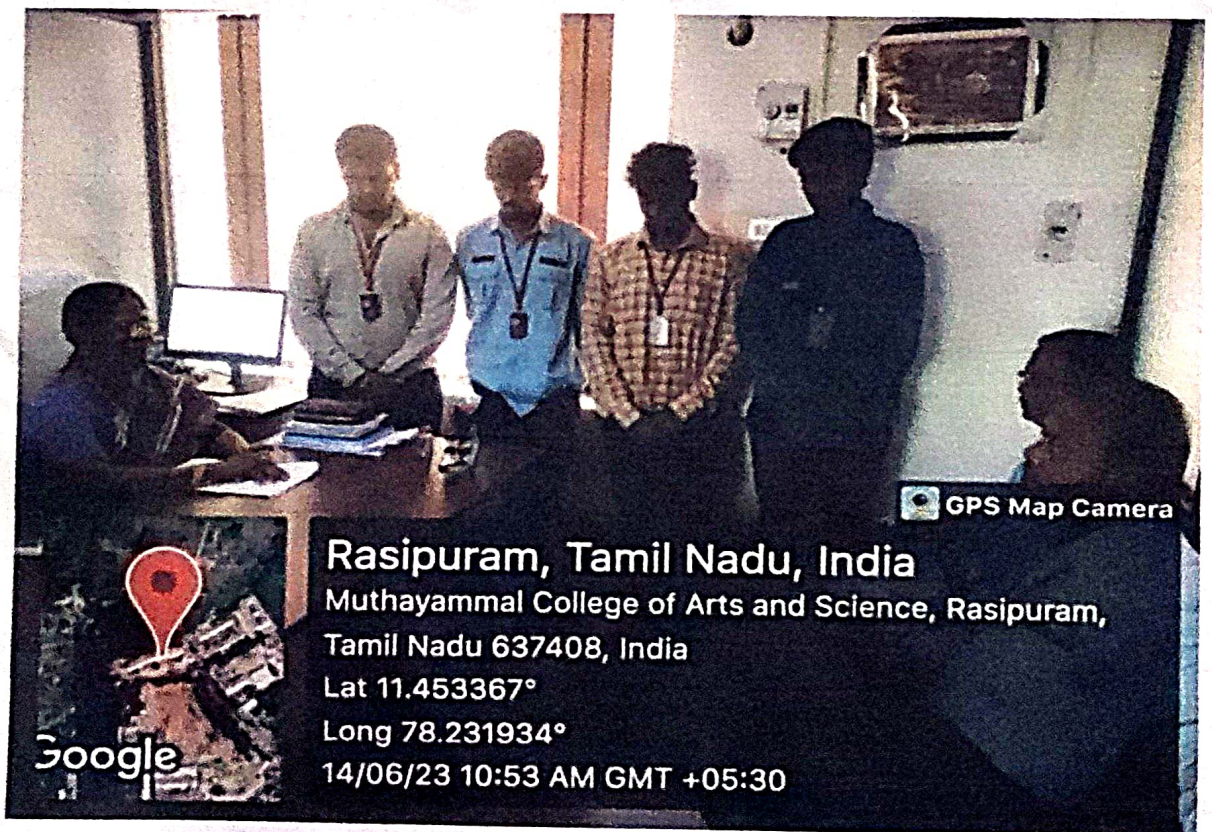 GPS Map Camera
Rasipuram, Tamil Nadu, India
Muthayammal College of Arts and Science, Rasipuram,
Tamil Nadu 637408, India
Lat 11.453367°
Long 78.231934°
14/06/23 10:53 AM GMT +05:30
Google